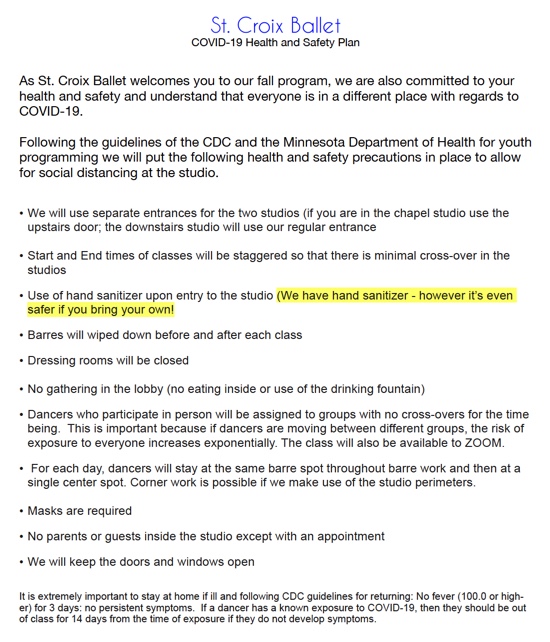 St. Croix Ballet
COVID-19 Health and Safety Plan
As St. Croix Ballet welcomes you to our fall program, we are also committed to your
health and safety and understand that everyone is in a different place with regards to
COVID-19.
Following the guidelines of the CDC and the Minnesota Department of Health for youth
programming we will put the following health and safety precautions in place to allow
for social distancing at the studio.
• We will use separate entrances for the two studios (if you are in the chapel studio use the
upstairs door; the downstairs studio will use our regular entrance
• Start and End times of classes will be staggered so that there is minimal cross-over in the
studios
• Use of hand sanitizer upon entry to the studio (We have hand sanitizer - however it's even
safer if you bring your own!
• Barres will wiped down before and after each class
• Dressing rooms will be closed
• No gathering in the lobby (no eating inside or use of the drinking fountain)
• Dancers who participate in person will be assigned to groups with no cross-overs for the time
being.  This is important because if dancers are moving between different groups, the risk of
exposure to everyone increases exponentially. The class will also be available to ZOOM.
•  For each day, dancers will stay at the same barre spot throughout barre work and then at a
single center spot. Corner work is possible if we make use of the studio perimeters.
• Masks are required
• No parents or guests inside the studio except with an appointment
• We will keep the doors and windows open
It is extremely important to stay at home if ill and following CDC guidelines for returning: No fever (100.0 or high-
er) for 3 days: no persistent symptoms.  If a dancer has a known exposure to COVID-19, then they should be out
of class for 14 days from the time of exposure if they do not develop symptoms.